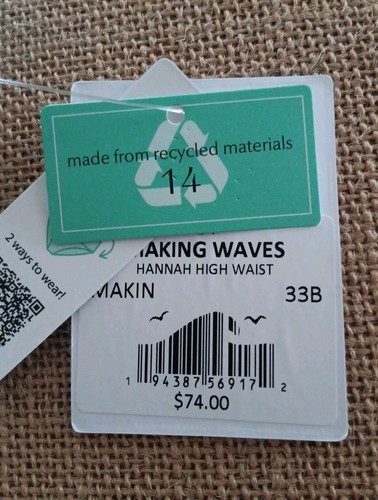 made from recycled materials
14
AKING WAVES
HANNAH HIGH WAIST
MAKIN
33B
1 94387 56917 2
$74.00
2 ways to wear!